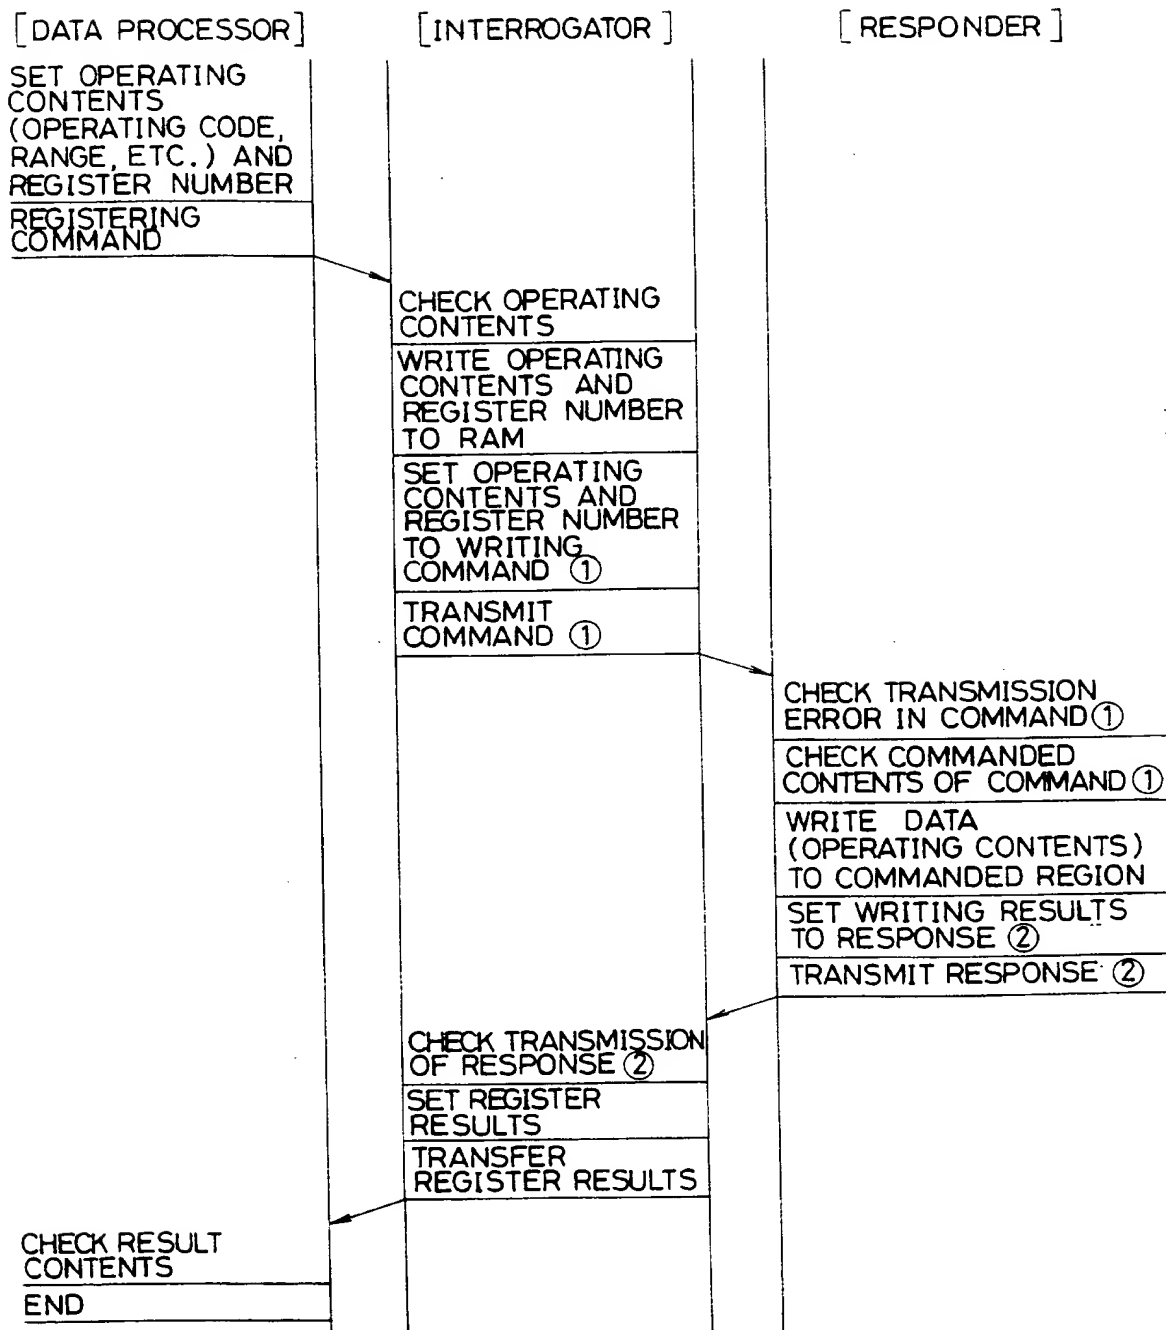 [DATA PROCESSOR] [INTERROGATOR] [RESPONDER]
SET OPERATING
CONTENTS
(OPERATING CODE,
RANGE, ETC.) AND
REGISTER NUMBER
REGISTERING
COMMAND
CHECK OPERATING
CONTENTS
WRITE OPERATING
CONTENTS AND
REGISTER NUMBER
TO RAM
SET OPERATING
CONTENTS AND
REGISTER NUMBER
TO WRITING
COMMAND ①
TRANSMIT
COMMAND ①
CHECK TRANSMISSION
ERROR IN COMMAND ①
CHECK COMMANDED
CONTENTS OF COMMAND ①
WRITE DATA
(OPERATING CONTENTS)
TO COMMANDED REGION
SET WRITING RESULTS
TO RESPONSE ②
TRANSMIT RESPONSE ②
CHECK TRANSMISSION
OF RESPONSE ②
SET REGISTER
RESULTS
TRANSFER
REGISTER RESULTS
CHECK RESULT
CONTENTS
END